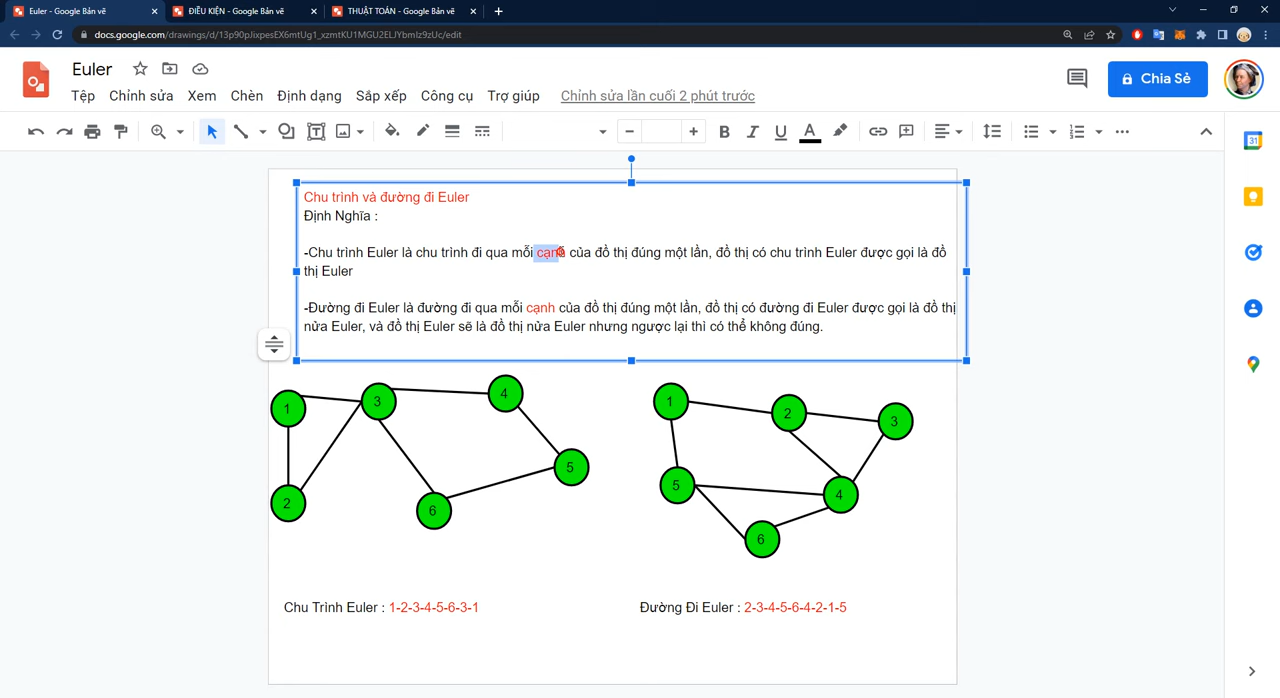 Euler - Google Bản vẽ
ĐIỀU KIỆN - Google Bản vẽ
THUẬT TOÁN - Google Bản vẽ
docs.google.com/drawings/d/13p90pJixpesEX6mtUg1_xzmtKU1MGU2ELJYbmlz9zUc/edit
Euler
Chia Sẻ
Tệp Chỉnh sửa Xem Chèn Định dạng Sắp xếp Công cụ Trợ giúp Chỉnh sửa lần cuối 2 phút trước
B I U A
31
Chu trình và đường đi Euler
Định Nghĩa :
-Chu trình Euler là chu trình đi qua mỗi cạnh của đồ thị đúng một lần, đồ thị có chu trình Euler được gọi là đồ
thị Euler
-Đường đi Euler là đường đi qua mỗi cạnh của đồ thị đúng một lần, đồ thị có đường đi Euler được gọi là đồ thị
nửa Euler, và đồ thị Euler sẽ là đồ thị nửa Euler nhưng ngược lại thì có thể không đúng.
1
3
4
2
5
6
1
2
3
5
4
6
Chu Trình Euler : 1-2-3-4-5-6-3-1
Đường Đi Euler : 2-3-4-5-6-4-2-1-5